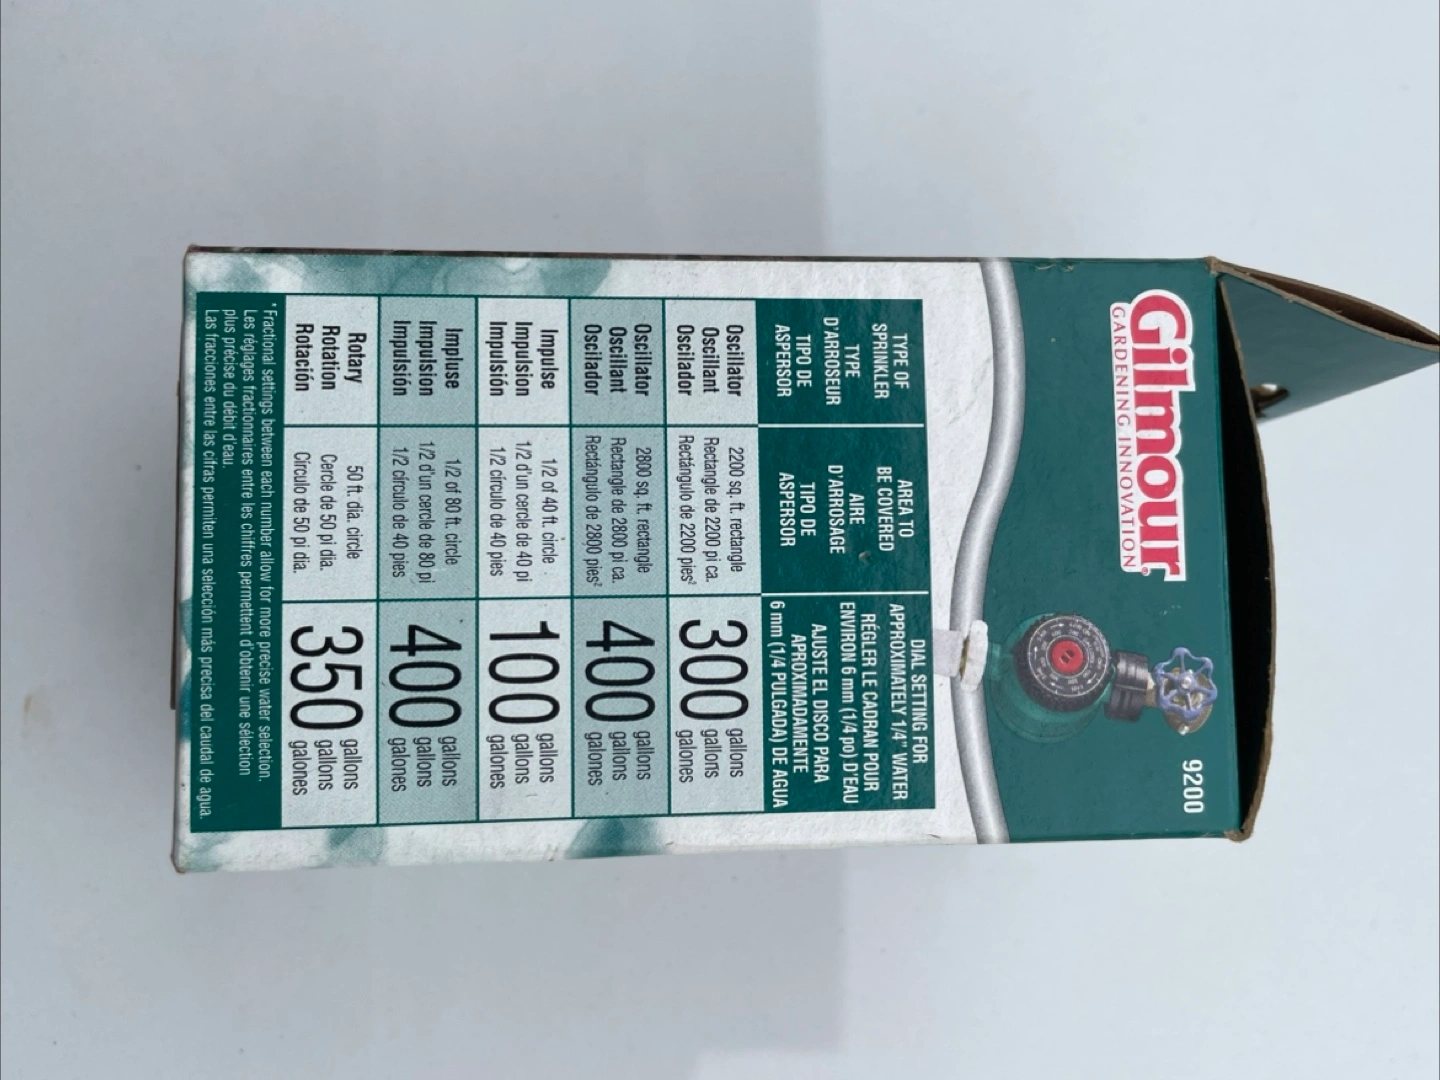 Gilmour®
GARDENING INNOVATION
9200
TYPE OF
SPRINKLER
TYPE
D'ARROSEUR
TIPO DE
ASPERSOR
AREA TO
BE COVERED
AIRE
D'ARROSAGE
TIPO DE
ASPERSOR
DIAL SETTING FOR
APPROXIMATELY 1/4" WATER
RÉGLER LE CADRAN POUR
ENVIRON 6 mm (1/4 po) D'EAU
AJUSTE EL DISCO PARA
APROXIMADAMENTE
6 mm (1/4 PULGADA) DE AGUA
Oscillator
Oscillant
Oscilador
2200 sq. ft. rectangle
Rectangle de 2200 pi ca.
Rectángulo de 2200 pies²
300
gallons
gallons
galones
Oscillator
Oscillant
Oscilador
2800 sq. ft. rectangle
Rectangle de 2800 pi ca.
Rectángulo de 2800 pies²
400
gallons
gallons
galones
Impulse
Impulsion
Impulsión
1/2 of 40 ft. circle
1/2 d'un cercle de 40 pi
1/2 círculo de 40 pies
100
gallons
gallons
galones
Impluse
Impulsion
Impulsión
1/2 of 80 ft. circle
1/2 d'un cercle de 80 pi
1/2 círculo de 40 pies
400
gallons
gallons
galones
Rotary
Rotation
Rotación
50 ft. dia. circle
Cercle de 50 pi dia.
Círculo de 50 pi dia.
350
gallons
gallons
galones
*Fractional settings between each number allow for more precise water selection.
Les réglages fractionnaires entre les chiffres permettent d'obtenir une sélection
plus précise du débit d'eau.
Las fracciones entre las cifras permiten una selección más precisa del caudal de agua.